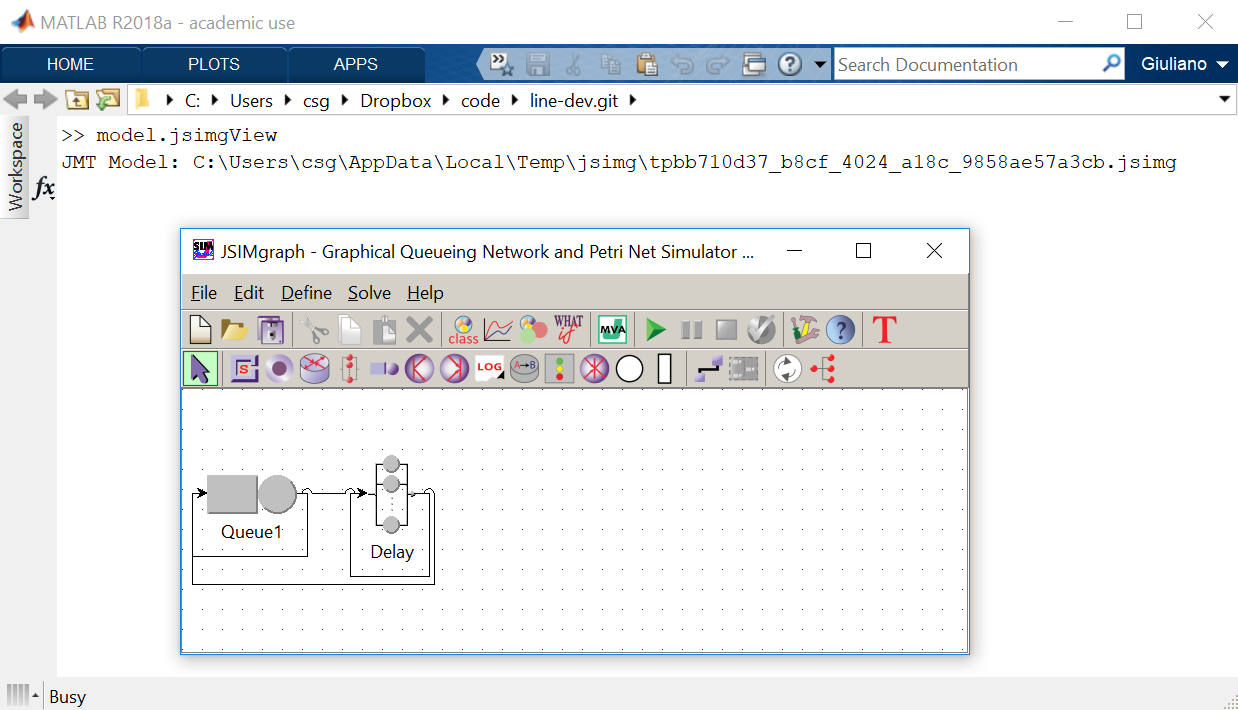 MATLAB R2018a - academic use
HOME PLOTS APPS Search Documentation Giuliano
C: Users csg Dropbox code line-dev.git
Workspace
fx
>> model.jsimgView
JMT Model: C:\Users\csg\AppData\Local\Temp\jsimg\tpbb710d37_b8cf_4024_a18c_9858ae57a3cb.jsimg
JSIMgraph - Graphical Queueing Network and Petri Net Simulator ...
File Edit Define Solve Help
class WHAT if MVA ? T
S LOG A→B
Queue1
Delay
Busy